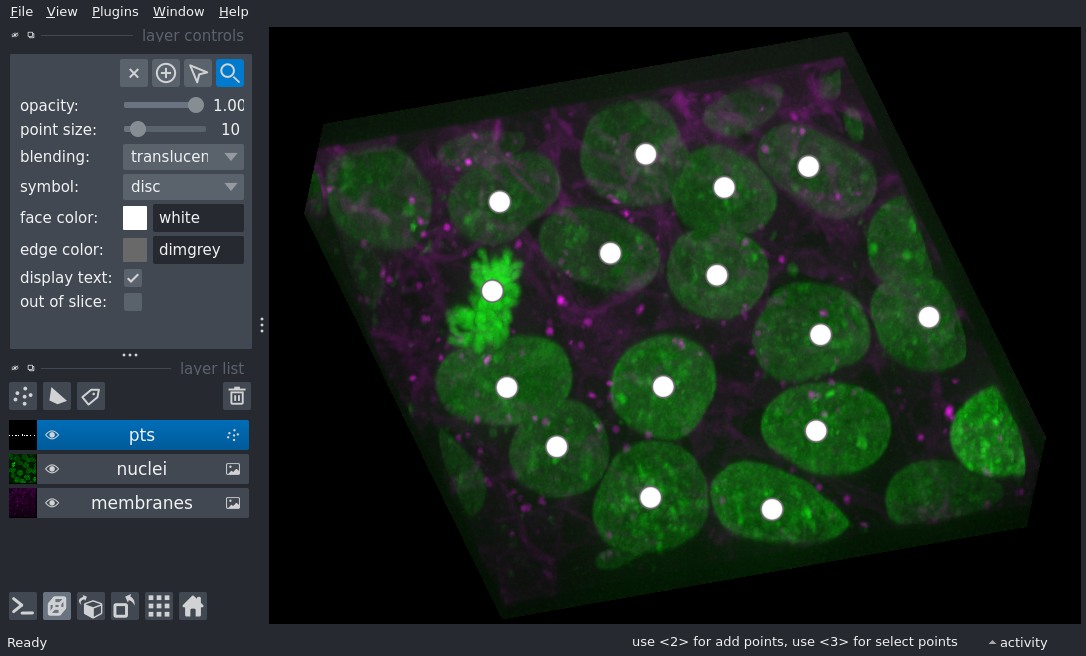 File View Plugins Window Help
layer controls
opacity: 1.00
point size: 10
blending: translucen
symbol: disc
face color: white
edge color: dimgrey
display text:
out of slice:
layer list
pts
nuclei
membranes
Ready use <2> for add points, use <3> for select points activity